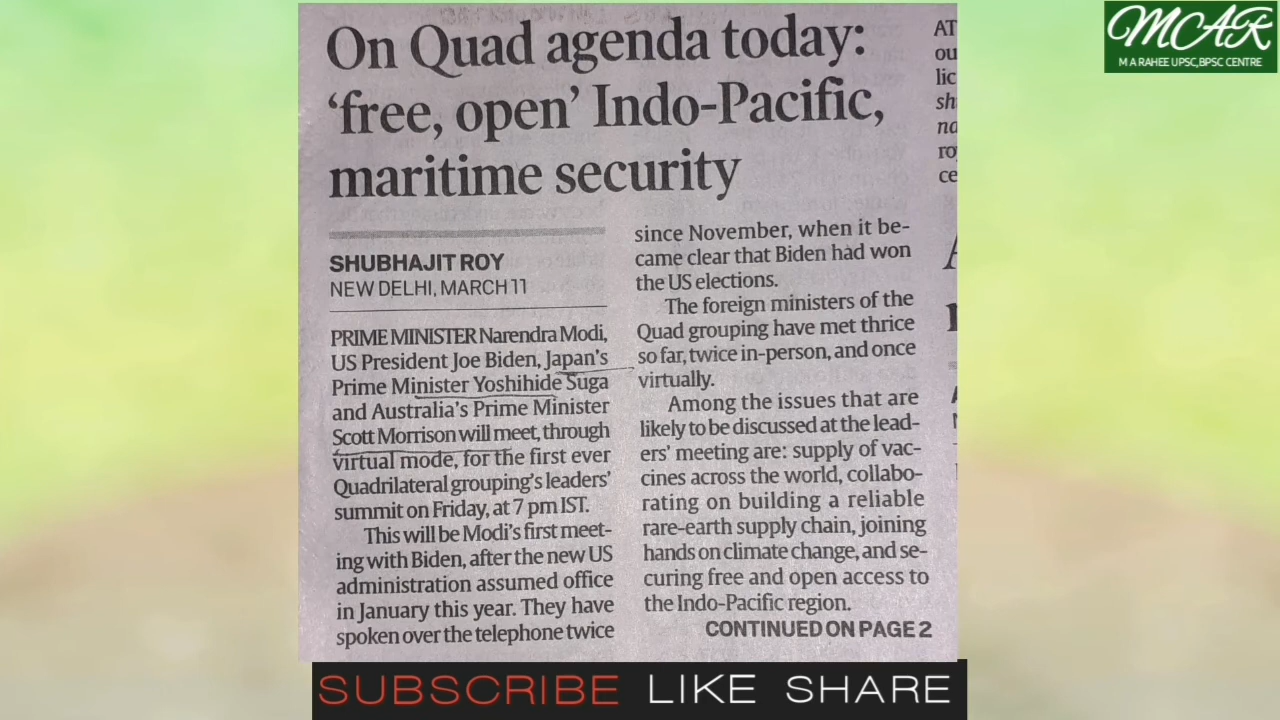 On Quad agenda today:
‘free, open’ Indo-Pacific,
maritime security
SHUBHAJIT ROY
NEW DELHI, MARCH 11
PRIME MINISTER Narendra Modi,
US President Joe Biden, Japan's
Prime Minister Yoshihide Suga
and Australia's Prime Minister
Scott Morrison will meet, through
virtual mode, for the first ever
Quadrilateral grouping's leaders'
summit on Friday, at 7 pm IST.
This will be Modi's first meet-
ing with Biden, after the new US
administration assumed office
in January this year. They have
spoken over the telephone twice
since November, when it be-
came clear that Biden had won
the US elections.
The foreign ministers of the
Quad grouping have met thrice
so far, twice in-person, and once
virtually.
Among the issues that are
likely to be discussed at the lead-
ers' meeting are: supply of vac-
cines across the world, collabo-
rating on building a reliable
rare-earth supply chain, joining
hands on climate change, and se-
curing free and open access to
the Indo-Pacific region.
CONTINUED ON PAGE 2
AT
ou
lic
sh
na
ro
ce
MCAR
M A RAHEE UPSC,BPSC CENTRE
SUBSCRIBE LIKE SHARE